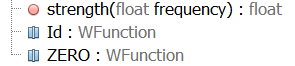 strength(float frequency) : float
Id : WFunction
ZERO : WFunction